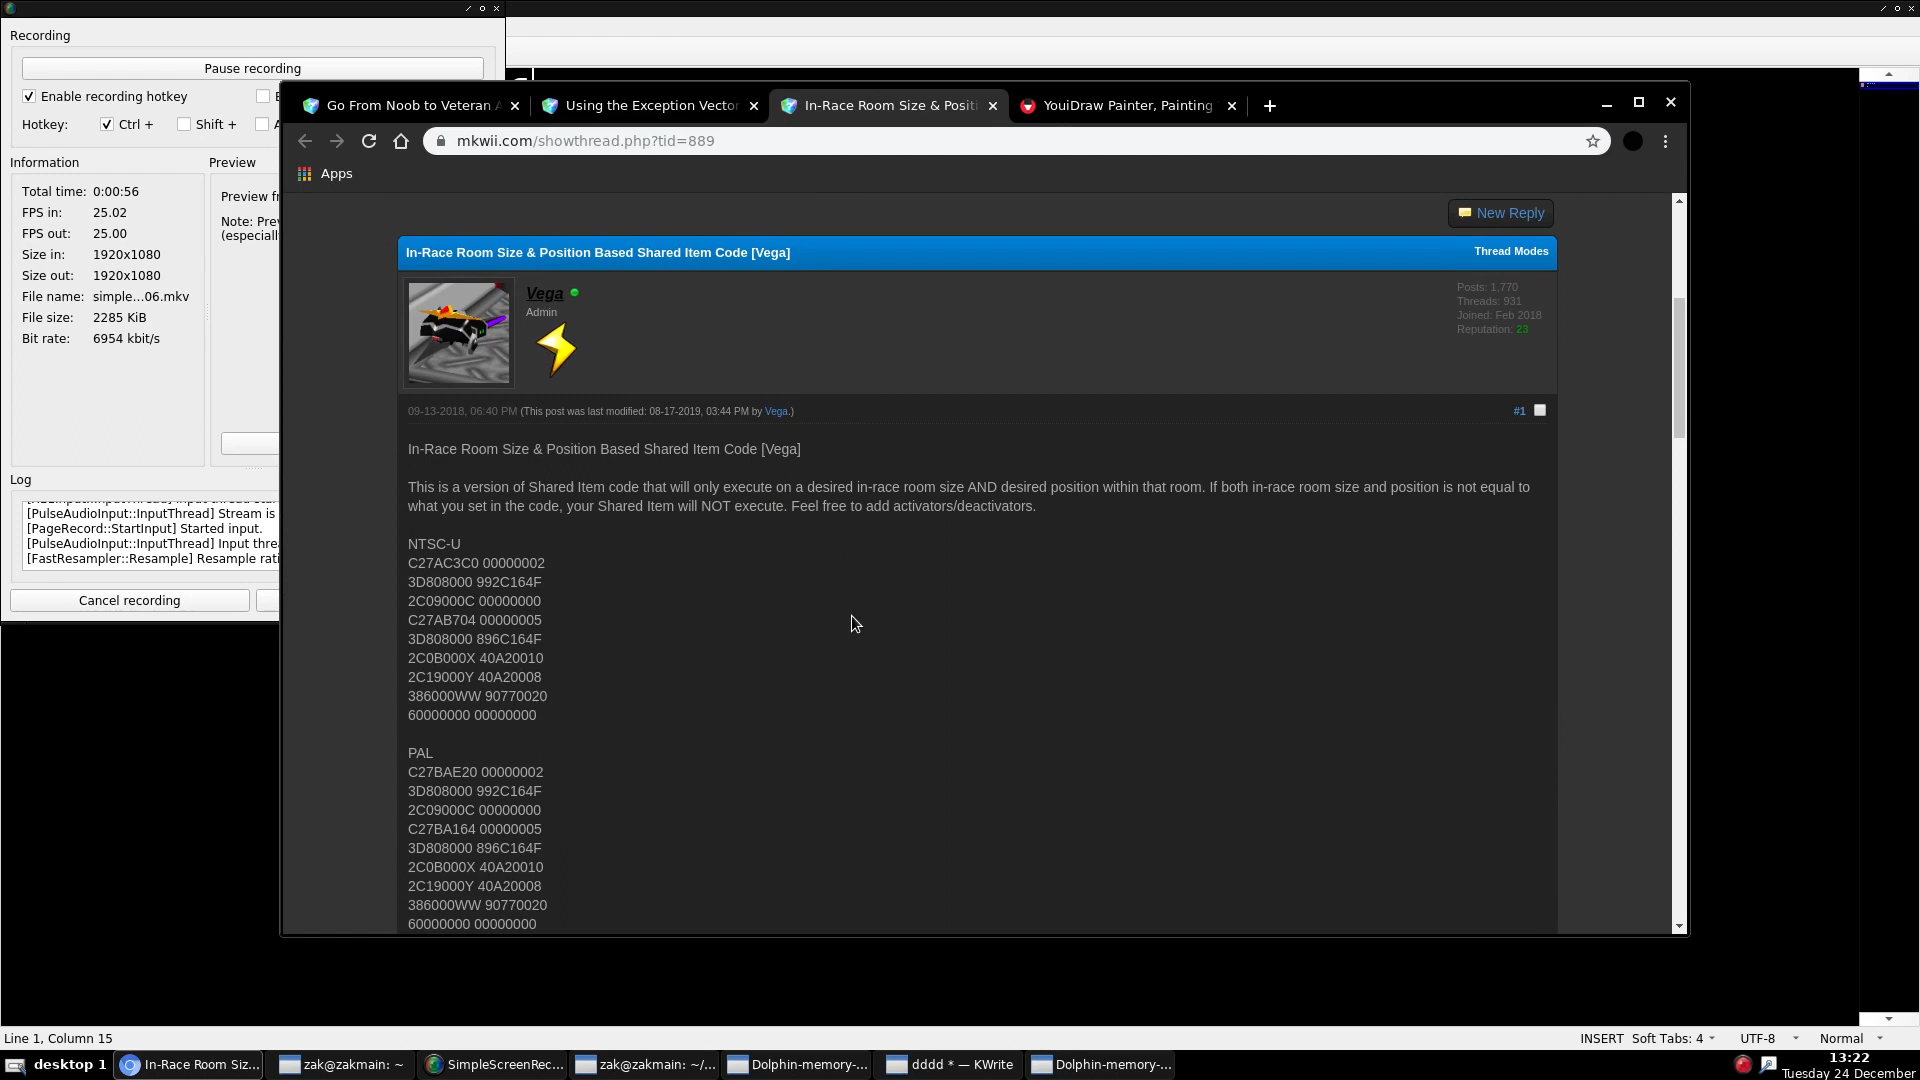 Recording
Pause recording
Enable recording hotkey
Hotkey: Ctrl + Shift +
Information
Total time: 0:00:56
FPS in: 25.02
FPS out: 25.00
Size in: 1920x1080
Size out: 1920x1080
File name: simple...06.mkv
File size: 2285 KiB
Bit rate: 6954 kbit/s
Preview
Preview fr
Note: Prev
(especiall
Log
[PulseAudioInput::InputThread] Stream is
[PageRecord::StartInput] Started input.
[PulseAudioInput::InputThread] Input threa
[FastResampler::Resample] Resample rati
Cancel recording
Go From Noob to Veteran A
Using the Exception Vector
In-Race Room Size & Positi
YouiDraw Painter, Painting
mkwii.com/showthread.php?tid=889
Apps
New Reply
In-Race Room Size & Position Based Shared Item Code [Vega]
Thread Modes
Vega
Admin
Posts: 1,770
Threads: 931
Joined: Feb 2018
Reputation: 23
09-13-2018, 06:40 PM (This post was last modified: 08-17-2019, 03:44 PM by Vega.)
#1
In-Race Room Size & Position Based Shared Item Code [Vega]
This is a version of Shared Item code that will only execute on a desired in-race room size AND desired position within that room. If both in-race room size and position is not equal to
what you set in the code, your Shared Item will NOT execute. Feel free to add activators/deactivators.
NTSC-U
C27AC3C0 00000002
3D808000 992C164F
2C09000C 00000000
C27AB704 00000005
3D808000 896C164F
2C0B000X 40A20010
2C19000Y 40A20008
386000WW 90770020
60000000 00000000
PAL
C27BAE20 00000002
3D808000 992C164F
2C09000C 00000000
C27BA164 00000005
3D808000 896C164F
2C0B000X 40A20010
2C19000Y 40A20008
386000WW 90770020
60000000 00000000
Line 1, Column 15
INSERT Soft Tabs: 4 UTF-8 Normal
desktop 1
In-Race Room Siz...
zak@zakmain: ~
SimpleScreenRec...
zak@zakmain: ~/...
Dolphin-memory-...
dddd * — KWrite
Dolphin-memory-...
13:22
Tuesday 24 December